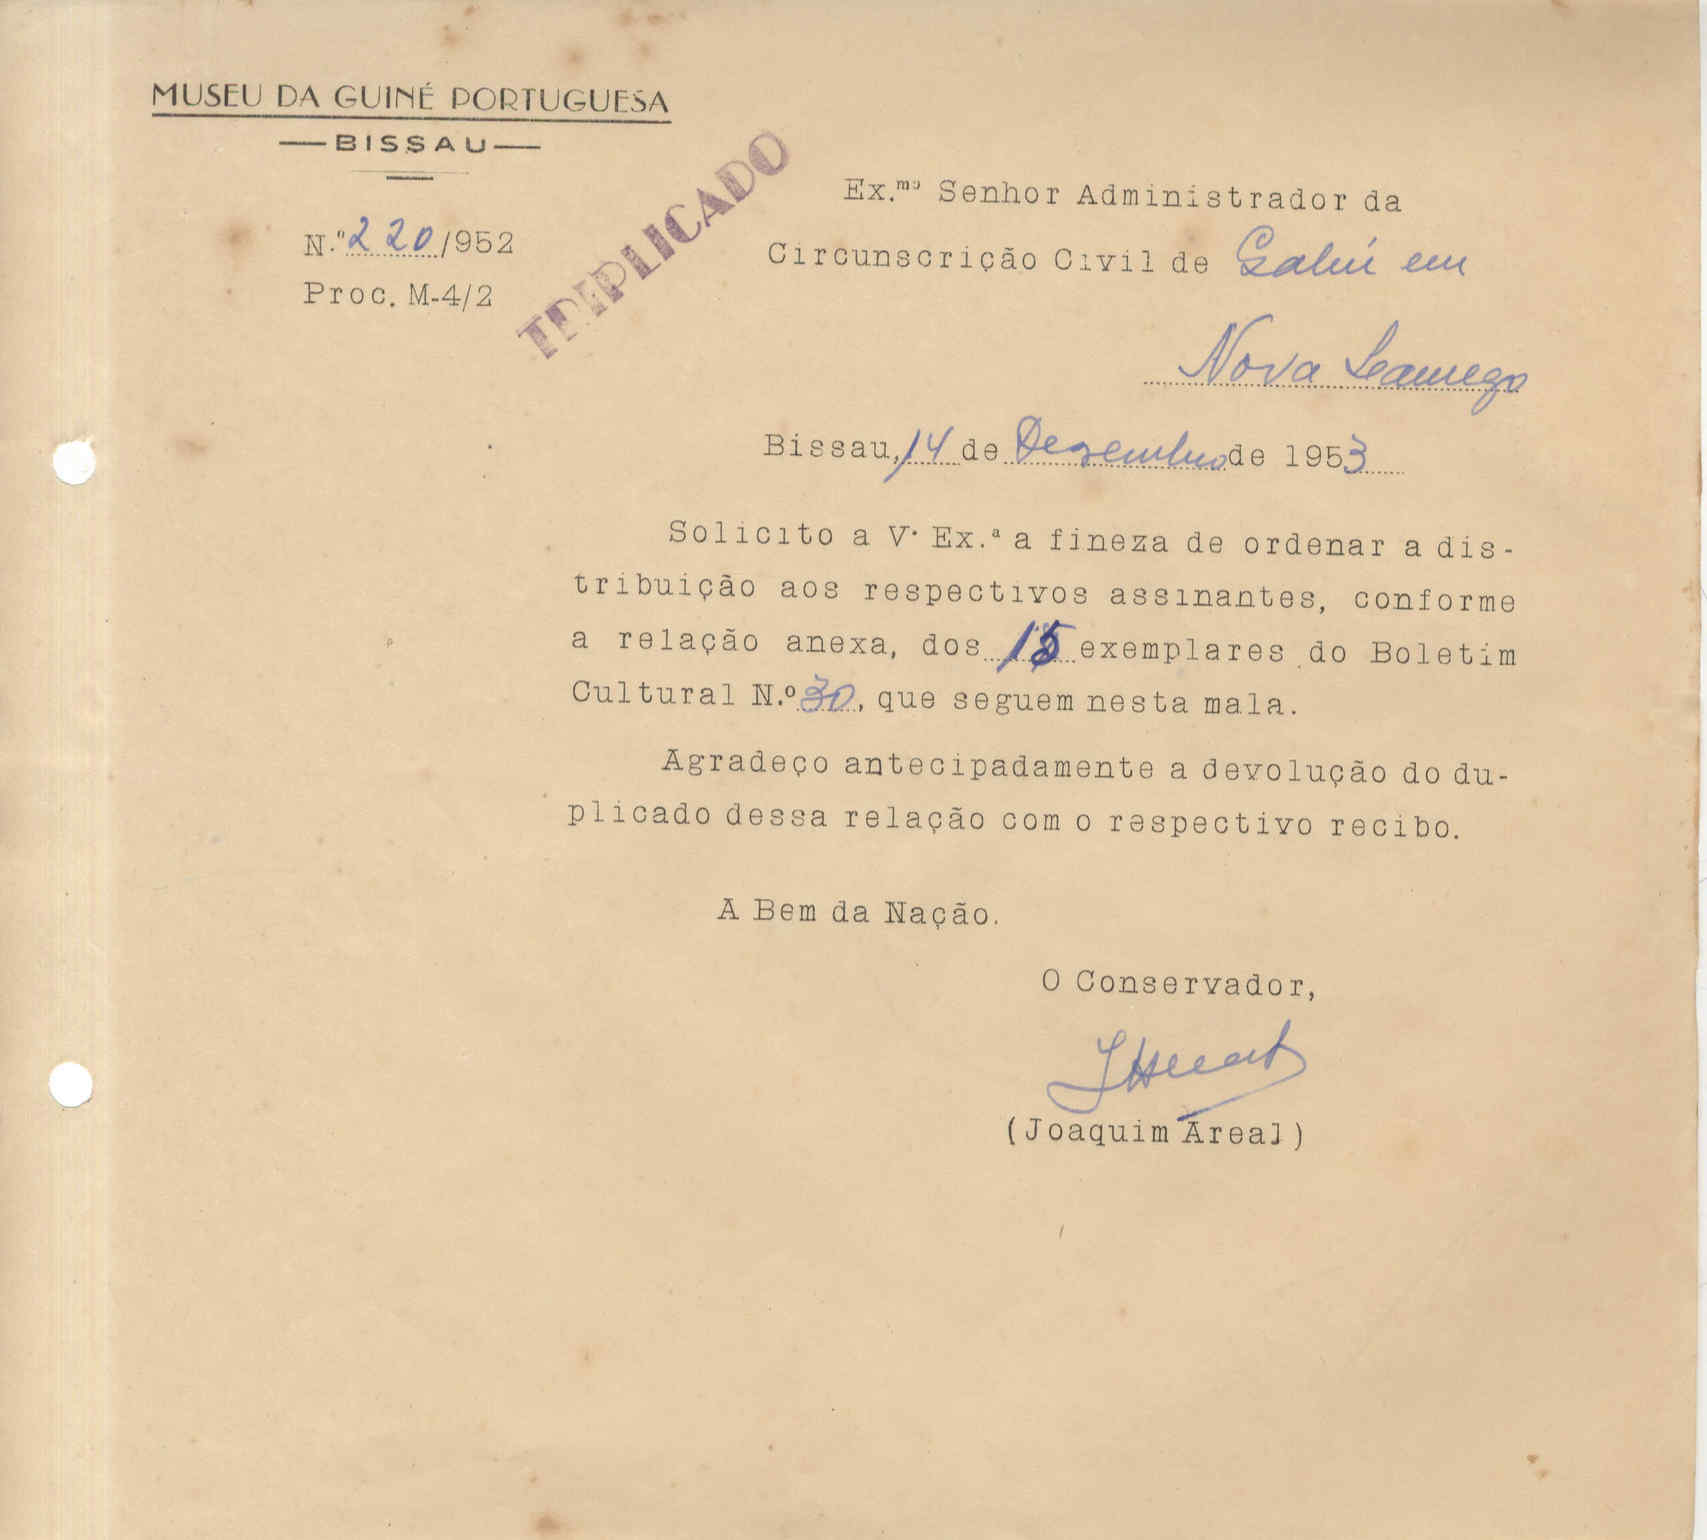 MUSEU DA GUINÉ PORTUGUESA
— BISSAU —
TRIPLICADO
N.º 220/952
Proc. M-4/2
Ex.mo Senhor Administrador da
Circunscrição Civil de Gabú em
Nova Lamego
Bissau, 14 de Dezembro de 1953
Solicito a V. Ex.ª a fineza de ordenar a dis-
tribuição aos respectivos assinantes, conforme
a relação anexa, dos 15 exemplares do Boletim
Cultural N.º 30, que seguem nesta mala.
Agradeço antecipadamente a devolução do du-
plicado dessa relação com o respectivo recibo.
A Bem da Nação.
O Conservador,
(Joaquim Areal)